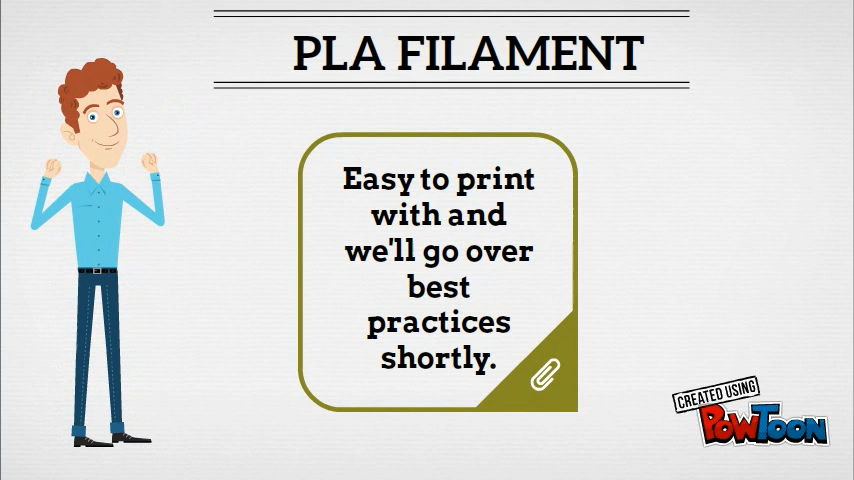 PLA FILAMENT
Easy to print
with and
we'll go over
best
practices
shortly.
CREATED USING
POWTOON